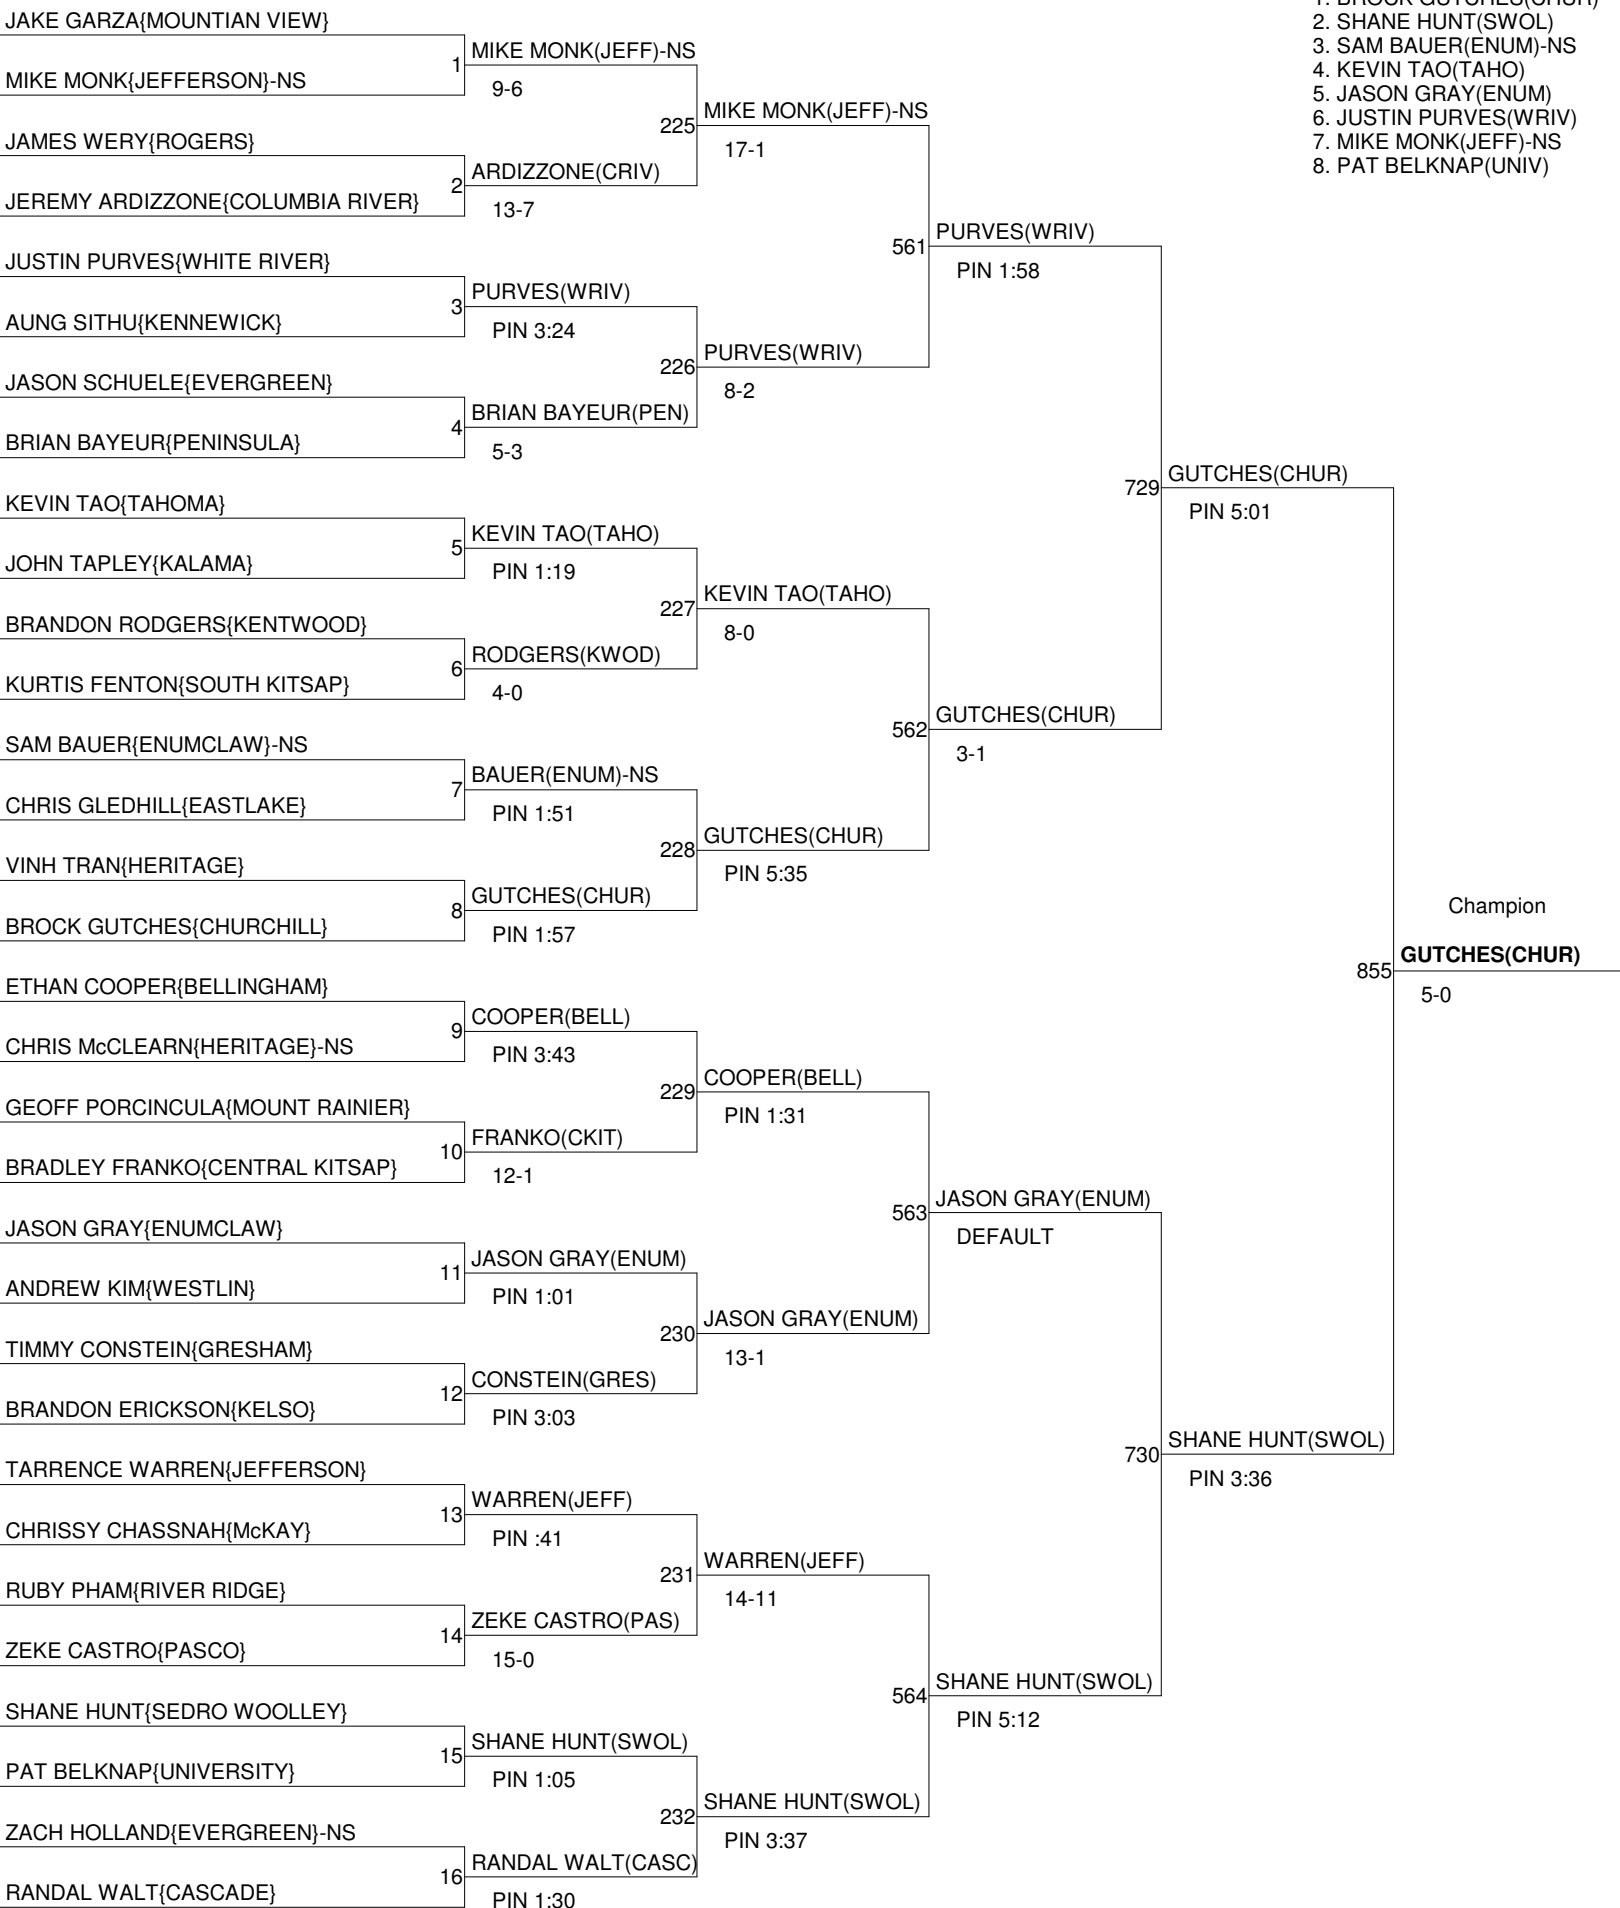 JAKE GARZA{MOUNTIAN VIEW}
MIKE MONK{JEFFERSON}-NS
JAMES WERY{ROGERS}
JEREMY ARDIZZONE{COLUMBIA RIVER}
JUSTIN PURVES{WHITE RIVER}
AUNG SITHU{KENNEWICK}
JASON SCHUELE{EVERGREEN}
BRIAN BAYEUR{PENINSULA}
KEVIN TAO{TAHOMA}
JOHN TAPLEY{KALAMA}
BRANDON RODGERS{KENTWOOD}
KURTIS FENTON{SOUTH KITSAP}
SAM BAUER{ENUMCLAW}-NS
CHRIS GLEDHILL{EASTLAKE}
VINH TRAN{HERITAGE}
BROCK GUTCHES{CHURCHILL}
ETHAN COOPER{BELLINGHAM}
CHRIS McCLEARN{HERITAGE}-NS
GEOFF PORCINCULA{MOUNT RAINIER}
BRADLEY FRANKO{CENTRAL KITSAP}
JASON GRAY{ENUMCLAW}
ANDREW KIM{WESTLIN}
TIMMY CONSTEIN{GRESHAM}
BRANDON ERICKSON{KELSO}
TARRENCE WARREN{JEFFERSON}
CHRISSY CHASSNAH{McKAY}
RUBY PHAM{RIVER RIDGE}
ZEKE CASTRO{PASCO}
SHANE HUNT{SEDRO WOOLLEY}
PAT BELKNAP{UNIVERSITY}
ZACH HOLLAND{EVERGREEN}-NS
RANDAL WALT{CASCADE}
1 MIKE MONK(JEFF)-NS
9-6
2 ARDIZZONE(CRIV)
13-7
3 PURVES(WRIV)
PIN 3:24
4 BRIAN BAYEUR(PEN)
5-3
5 KEVIN TAO(TAHO)
PIN 1:19
6 RODGERS(KWOD)
4-0
7 BAUER(ENUM)-NS
PIN 1:51
8 GUTCHES(CHUR)
PIN 1:57
9 COOPER(BELL)
PIN 3:43
10 FRANKO(CKIT)
12-1
11 JASON GRAY(ENUM)
PIN 1:01
12 CONSTEIN(GRES)
PIN 3:03
13 WARREN(JEFF)
PIN :41
14 ZEKE CASTRO(PAS)
15-0
15 SHANE HUNT(SWOL)
PIN 1:05
16 RANDAL WALT(CASC)
PIN 1:30
225 MIKE MONK(JEFF)-NS
17-1
226 PURVES(WRIV)
8-2
227 KEVIN TAO(TAHO)
8-0
228 GUTCHES(CHUR)
PIN 5:35
229 COOPER(BELL)
PIN 1:31
230 JASON GRAY(ENUM)
13-1
231 WARREN(JEFF)
14-11
232 SHANE HUNT(SWOL)
PIN 3:37
561 PURVES(WRIV)
PIN 1:58
562 GUTCHES(CHUR)
3-1
563 JASON GRAY(ENUM)
DEFAULT
564 SHANE HUNT(SWOL)
PIN 5:12
729 GUTCHES(CHUR)
PIN 5:01
730 SHANE HUNT(SWOL)
PIN 3:36
Champion
855 GUTCHES(CHUR)
5-0
1. BROCK GUTCHES(CHUR)
2. SHANE HUNT(SWOL)
3. SAM BAUER(ENUM)-NS
4. KEVIN TAO(TAHO)
5. JASON GRAY(ENUM)
6. JUSTIN PURVES(WRIV)
7. MIKE MONK(JEFF)-NS
8. PAT BELKNAP(UNIV)